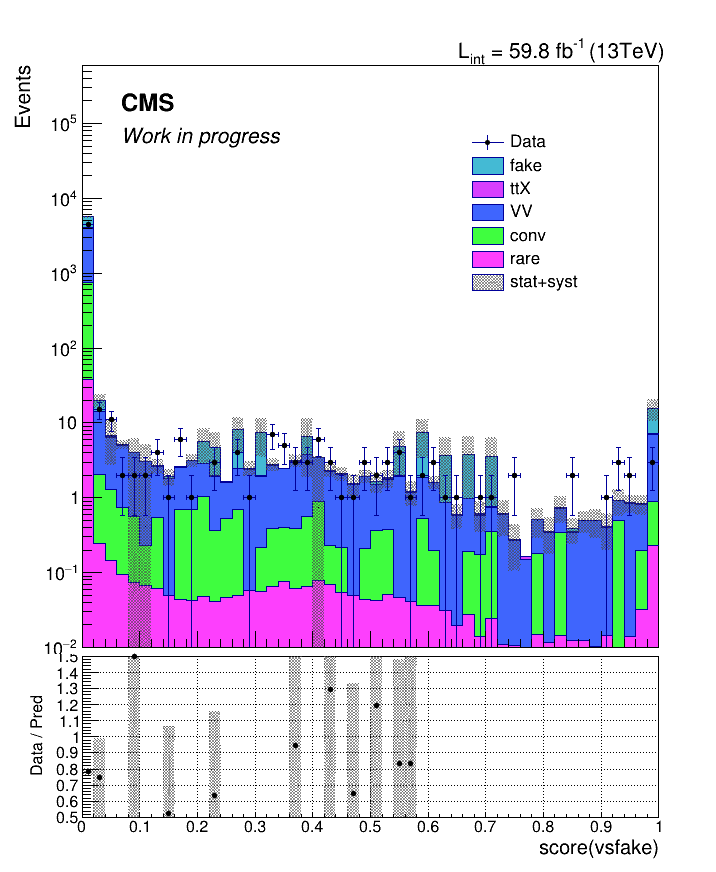 L_int = 59.8 fb^-1 (13TeV)
Events
CMS
Work in progress
Data
fake
ttX
VV
conv
rare
stat+syst
10^5
10^4
10^3
10^2
10
1
10^-1
10^-2
Data / Pred
1.5
1.4
1.3
1.2
1.1
1
0.9
0.8
0.7
0.6
0.5
0 0.1 0.2 0.3 0.4 0.5 0.6 0.7 0.8 0.9 1
score(vsfake)